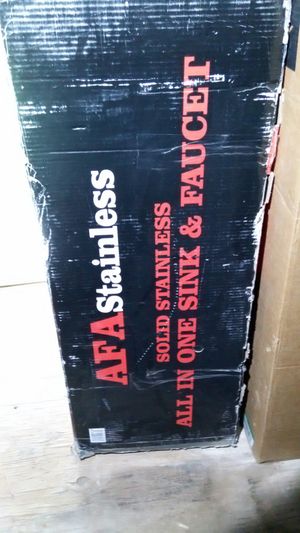 AFA Stainless
SOLID STAINLESS
ALL IN ONE SINK & FAUCET